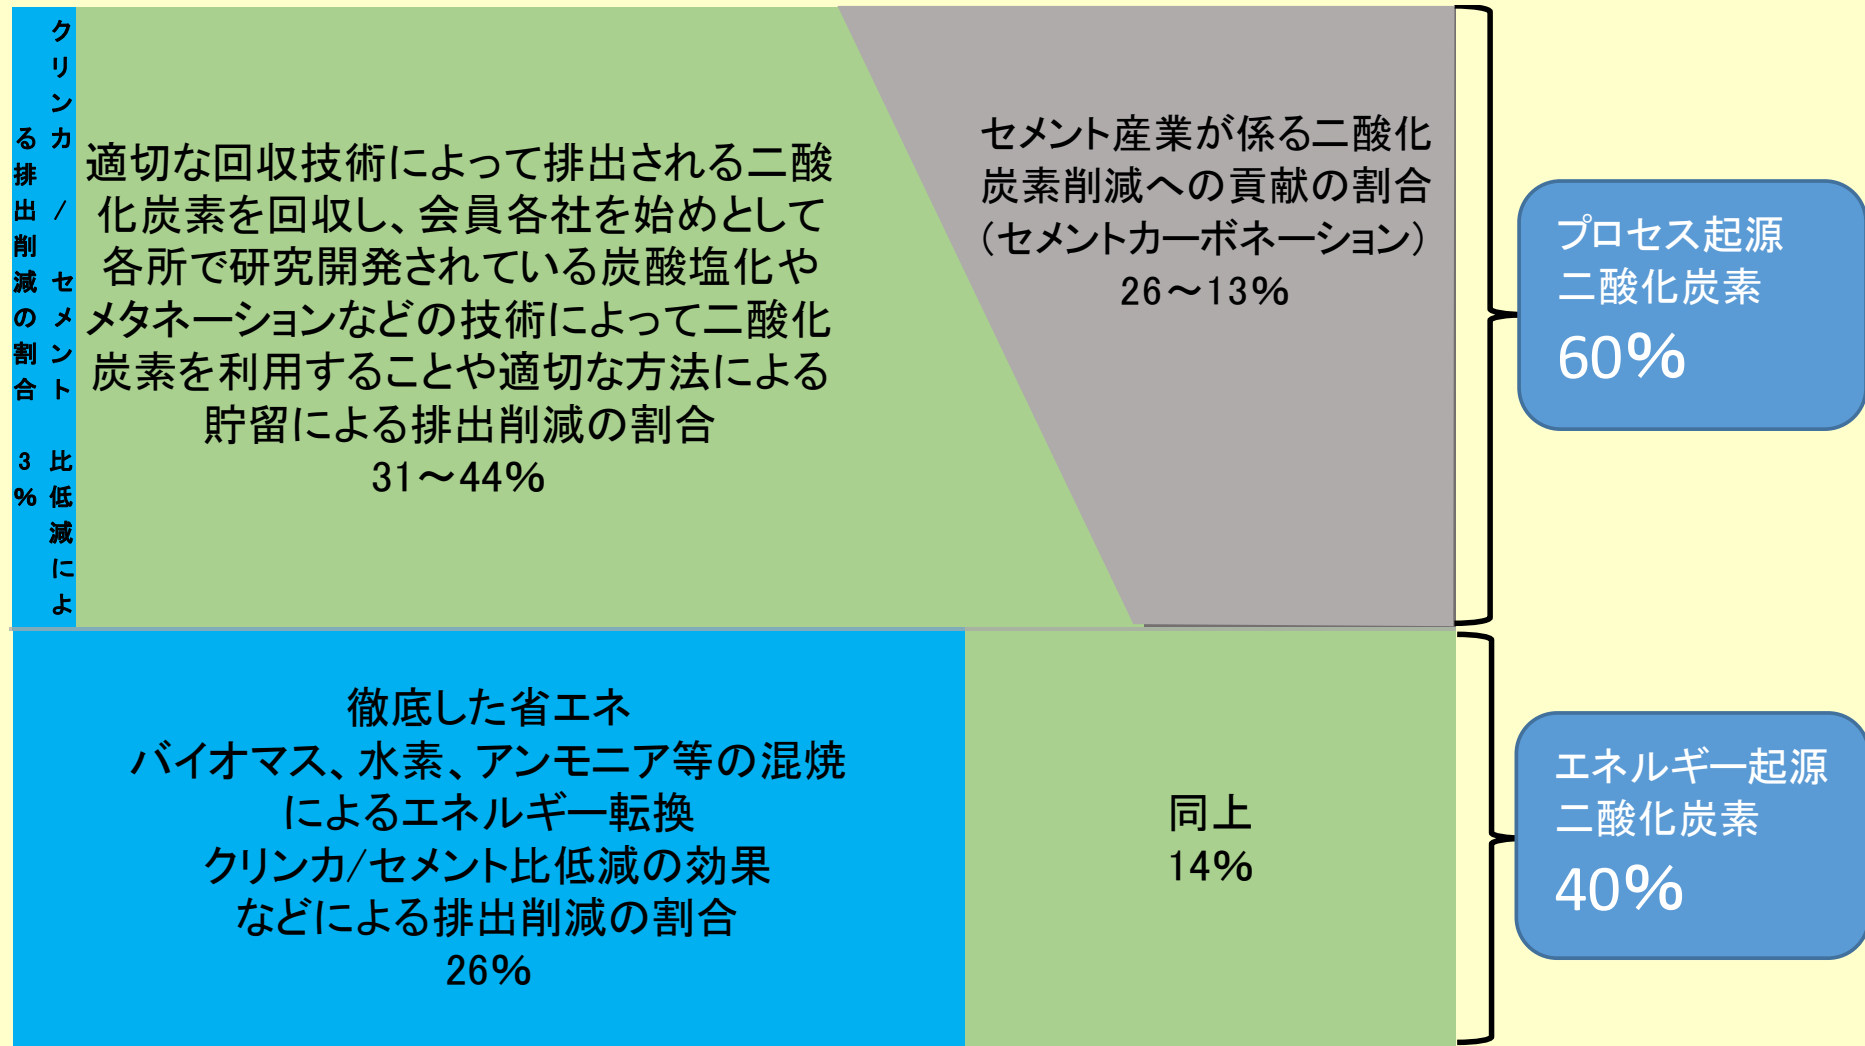 クリンカ / セメント 比低減によ
る排出削減の割合 3%
適切な回収技術によって排出される二酸
化炭素を回収し、会員各社を始めとして
各所で研究開発されている炭酸塩化や
メタネーションなどの技術によって二酸化
炭素を利用することや適切な方法による
貯留による排出削減の割合
31～44%
セメント産業が係る二酸化
炭素削減への貢献の割合
（セメントカーボネーション）
26～13%
プロセス起源
二酸化炭素
60%
徹底した省エネ
バイオマス、水素、アンモニア等の混焼
によるエネルギー転換
クリンカ/セメント比低減の効果
などによる排出削減の割合
26%
同上
14%
エネルギー起源
二酸化炭素
40%